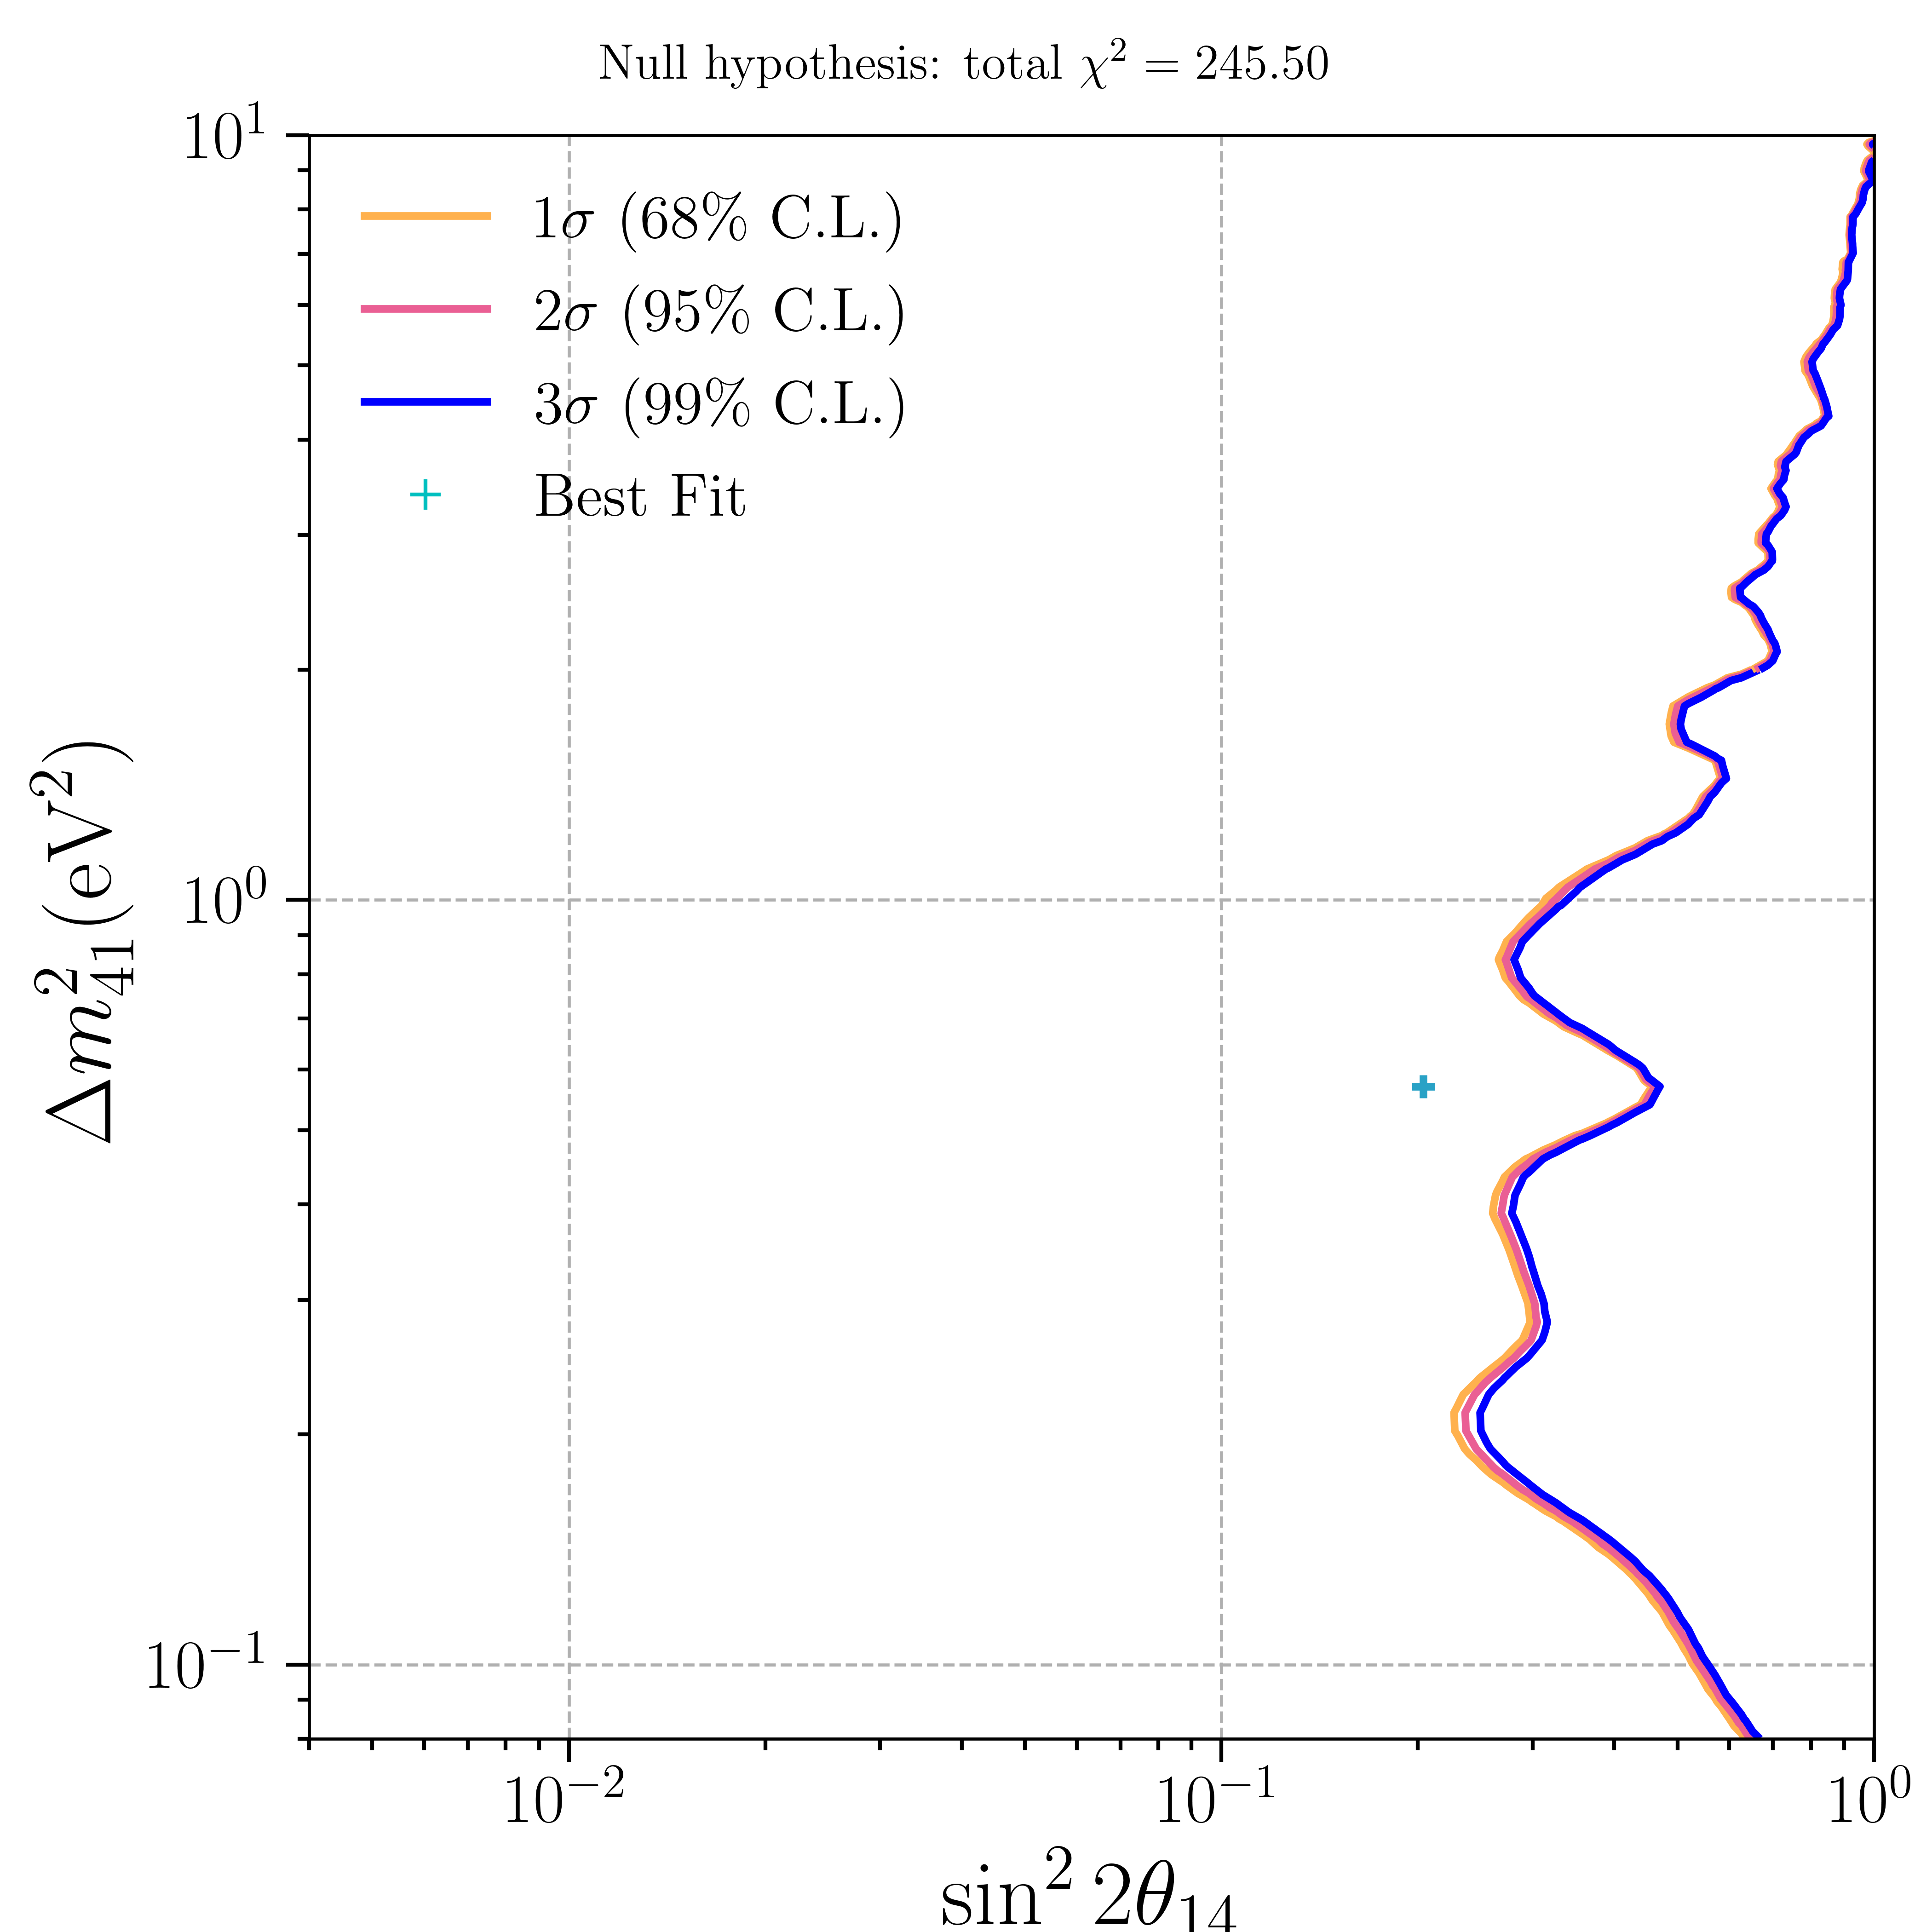 Null hypothesis: total χ² = 245.50
10¹
1σ (68% C.L.)
2σ (95% C.L.)
3σ (99% C.L.)
Best Fit
Δm²₄₁(eV²)
10⁰
10⁻¹
10⁻²
10⁻¹
10⁰
sin² 2θ₁₄